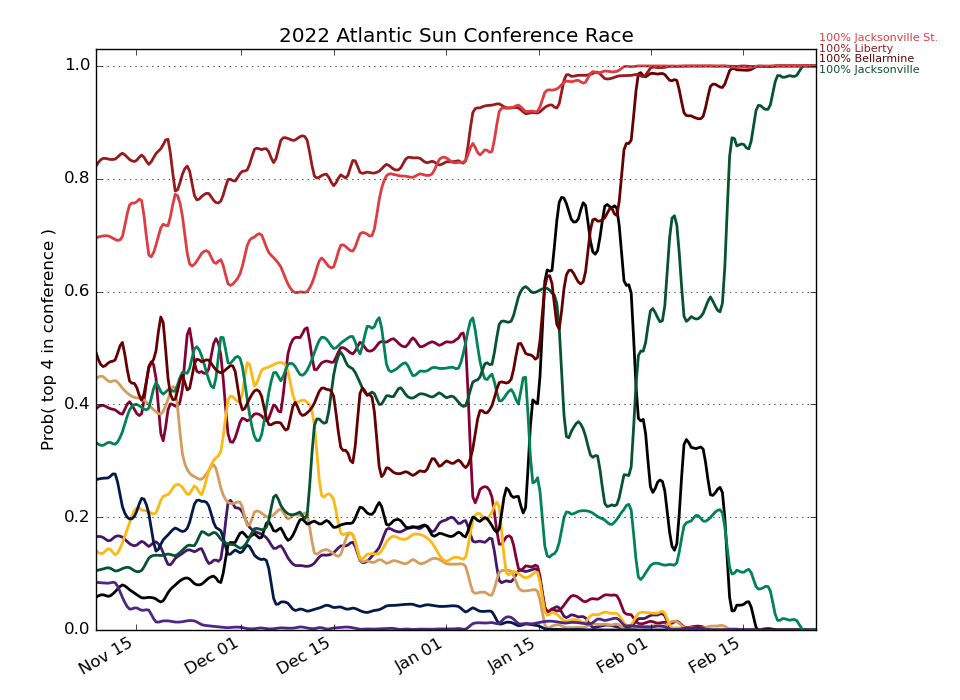 2022 Atlantic Sun Conference Race
100% Jacksonville St.
100% Liberty
100% Bellarmine
100% Jacksonville
1.0
0.8
0.6
0.4
0.2
0.0
Prob( top 4 in conference )
Nov 15
Dec 01
Dec 15
Jan 01
Jan 15
Feb 01
Feb 15